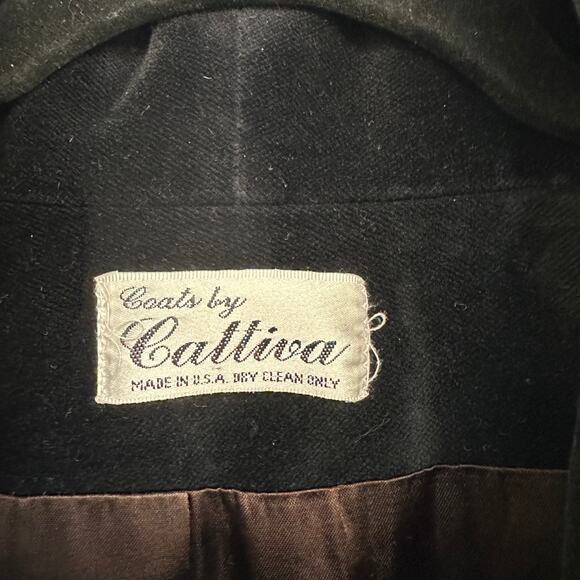 Coats by
Cattiva
MADE IN U.S.A. DRY CLEAN ONLY